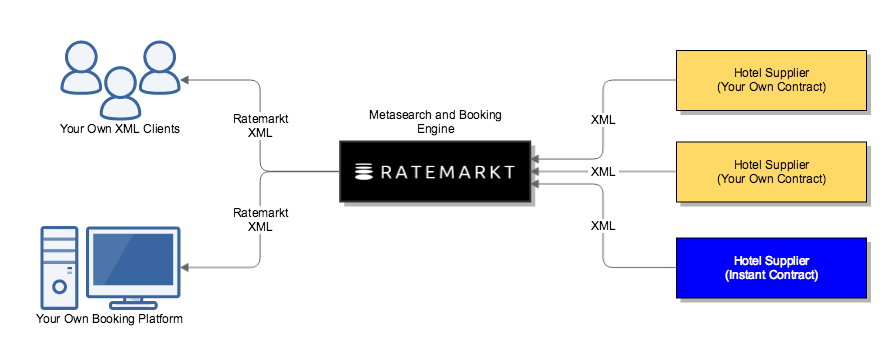 Your Own XML Clients
Ratemarkt
XML
Metasearch and Booking
Engine
RATEMARKT
Ratemarkt
XML
Your Own Booking Platform
XML
XML
XML
Hotel Supplier
(Your Own Contract)
Hotel Supplier
(Your Own Contract)
Hotel Supplier
(Instant Contract)